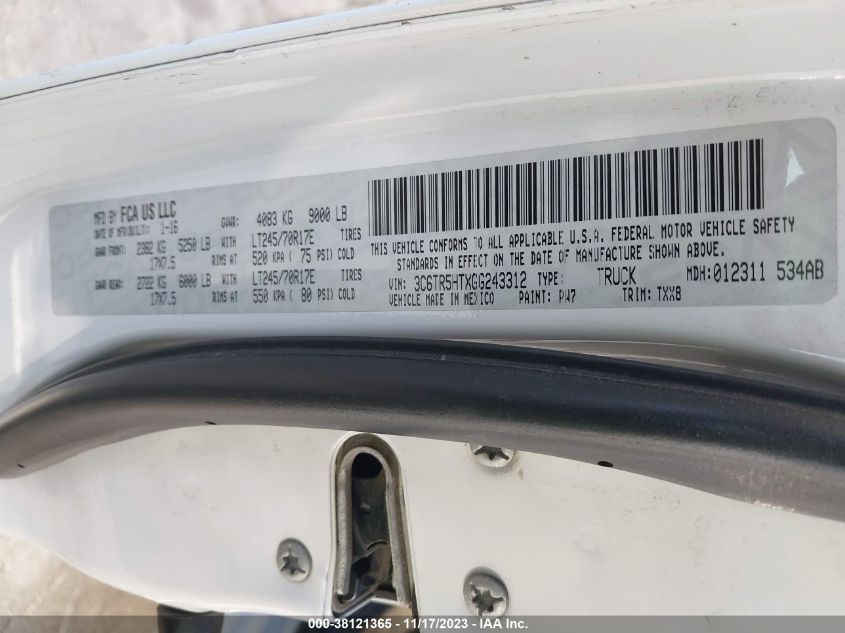 MFD BY FCA US LLC
DATE OF MFR(BUILT): 1-16 GVWR: 4083 KG 9000 LB
GAWR FRONT: 2382 KG 5250 LB WITH LT245/70R17E TIRES
17X7.5 RIMS AT 520 KPA ( 75 PSI) COLD
GAWR REAR: 2722 KG 6000 LB WITH LT245/70R17E TIRES
17X7.5 RIMS AT 550 KPA ( 80 PSI) COLD
THIS VEHICLE CONFORMS TO ALL APPLICABLE U.S.A. FEDERAL MOTOR VEHICLE SAFETY
STANDARDS IN EFFECT ON THE DATE OF MANUFACTURE SHOWN ABOVE.
VIN: 3C6TR5HTXGG243312 TYPE: TRUCK MDH: 012311 534AB
VEHICLE MADE IN MEXICO PAINT: PW7 TRIM: TXX8
000-38121365 - 11/17/2023 - IAA Inc.